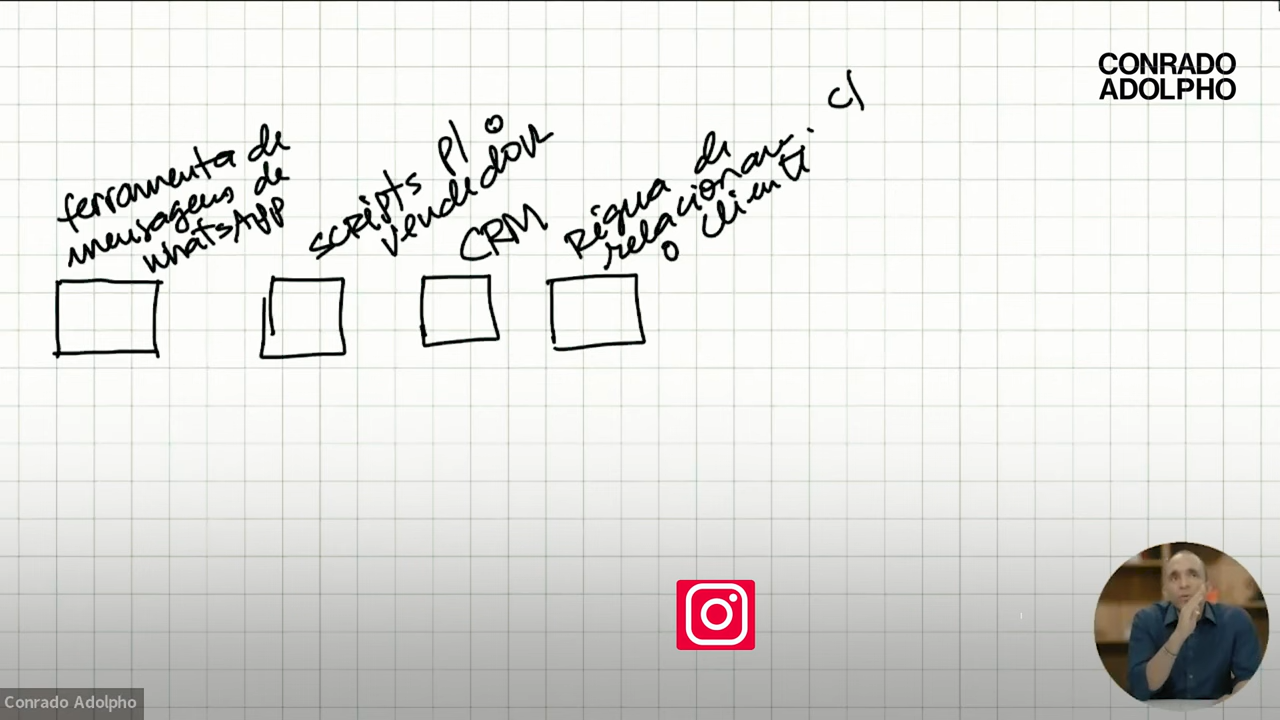 CONRADO
ADOLPHO
ferramenta de
mensagens de
whatsApp
scripts p/ o
vendedor
CRM
Régua de
relacionam. c/
o cliente
Conrado Adolpho